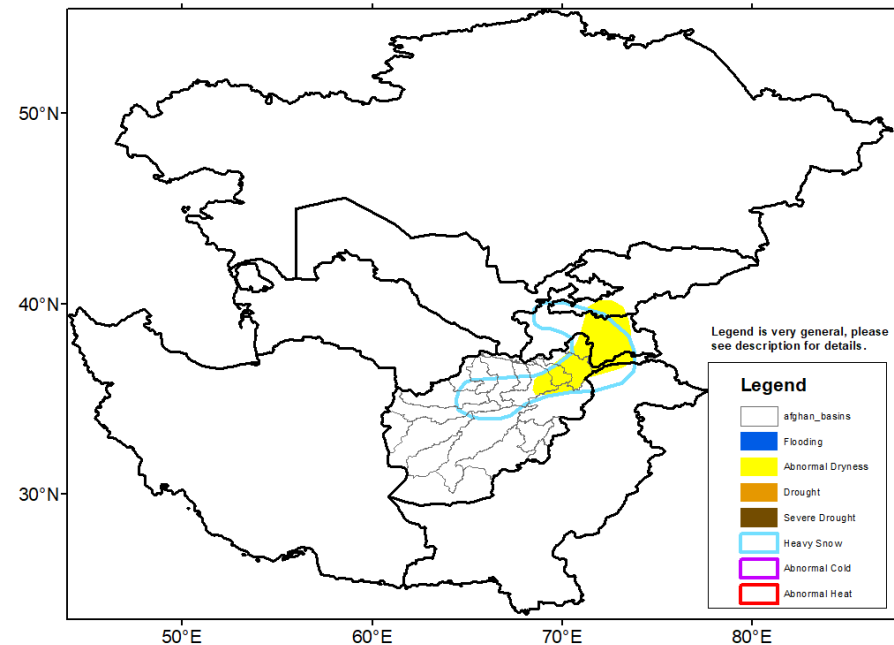 50°N
40°N
30°N
50°E
60°E
70°E
80°E
Legend is very general, please
see description for details.
Legend
afghan_basins
Flooding
Abnormal Dryness
Drought
Severe Drought
Heavy Snow
Abnormal Cold
Abnormal Heat